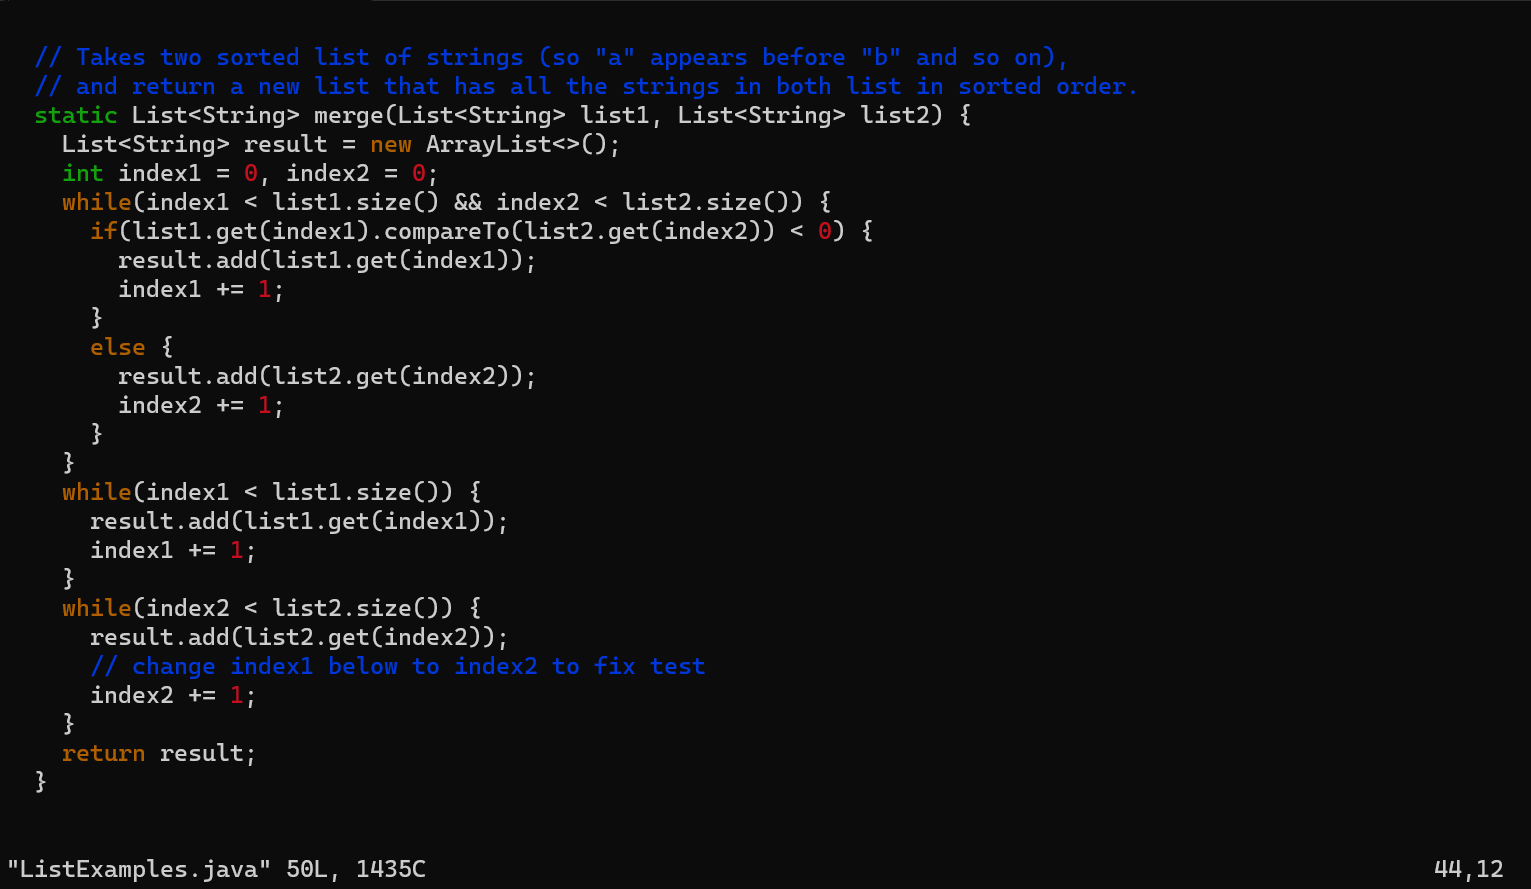 // Takes two sorted list of strings (so "a" appears before "b" and so on),
// and return a new list that has all the strings in both list in sorted order.
static List<String> merge(List<String> list1, List<String> list2) {
  List<String> result = new ArrayList<>();
  int index1 = 0, index2 = 0;
  while(index1 < list1.size() && index2 < list2.size()) {
    if(list1.get(index1).compareTo(list2.get(index2)) < 0) {
      result.add(list1.get(index1));
      index1 += 1;
    }
    else {
      result.add(list2.get(index2));
      index2 += 1;
    }
  }
  while(index1 < list1.size()) {
    result.add(list1.get(index1));
    index1 += 1;
  }
  while(index2 < list2.size()) {
    result.add(list2.get(index2));
    // change index1 below to index2 to fix test
    index2 += 1;
  }
  return result;
}
"ListExamples.java" 50L, 1435C 44,12